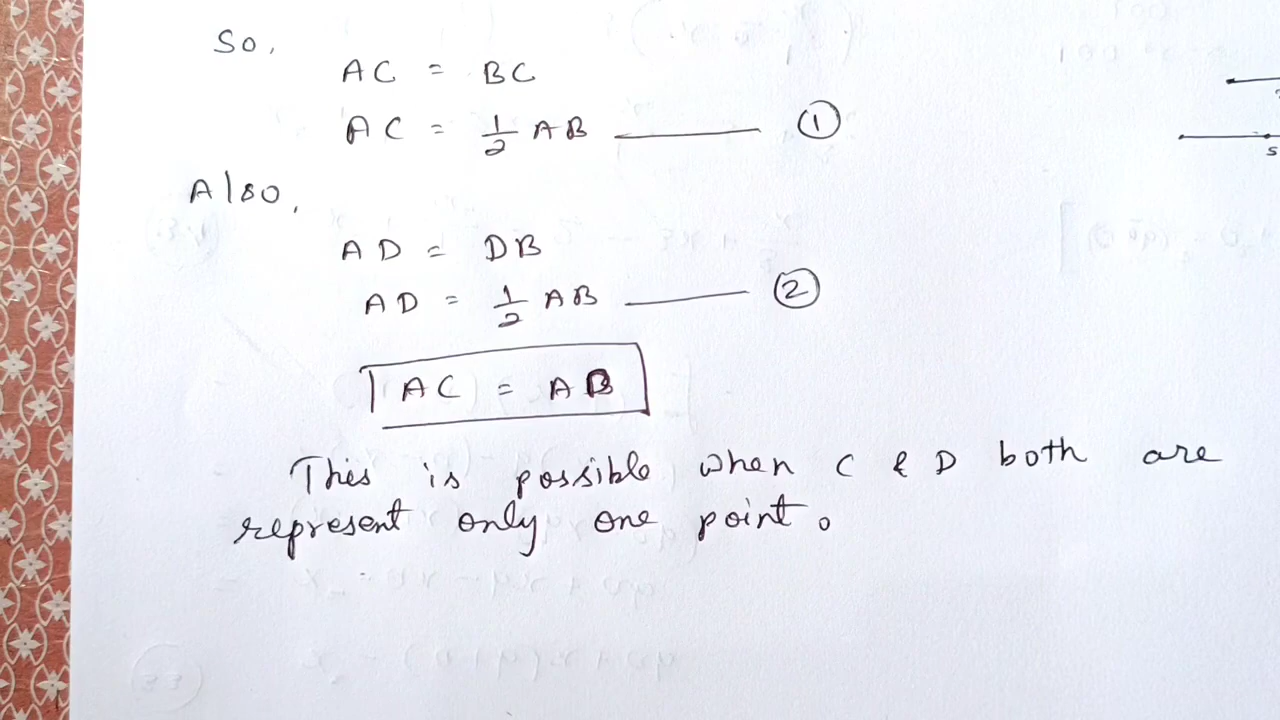 So,
AC = BC
AC = 1/2 AB ——— ①
Also,
AD = DB
AD = 1/2 AB ——— ②
AC = AB
This is possible when C & D both are
represent only one point.
S